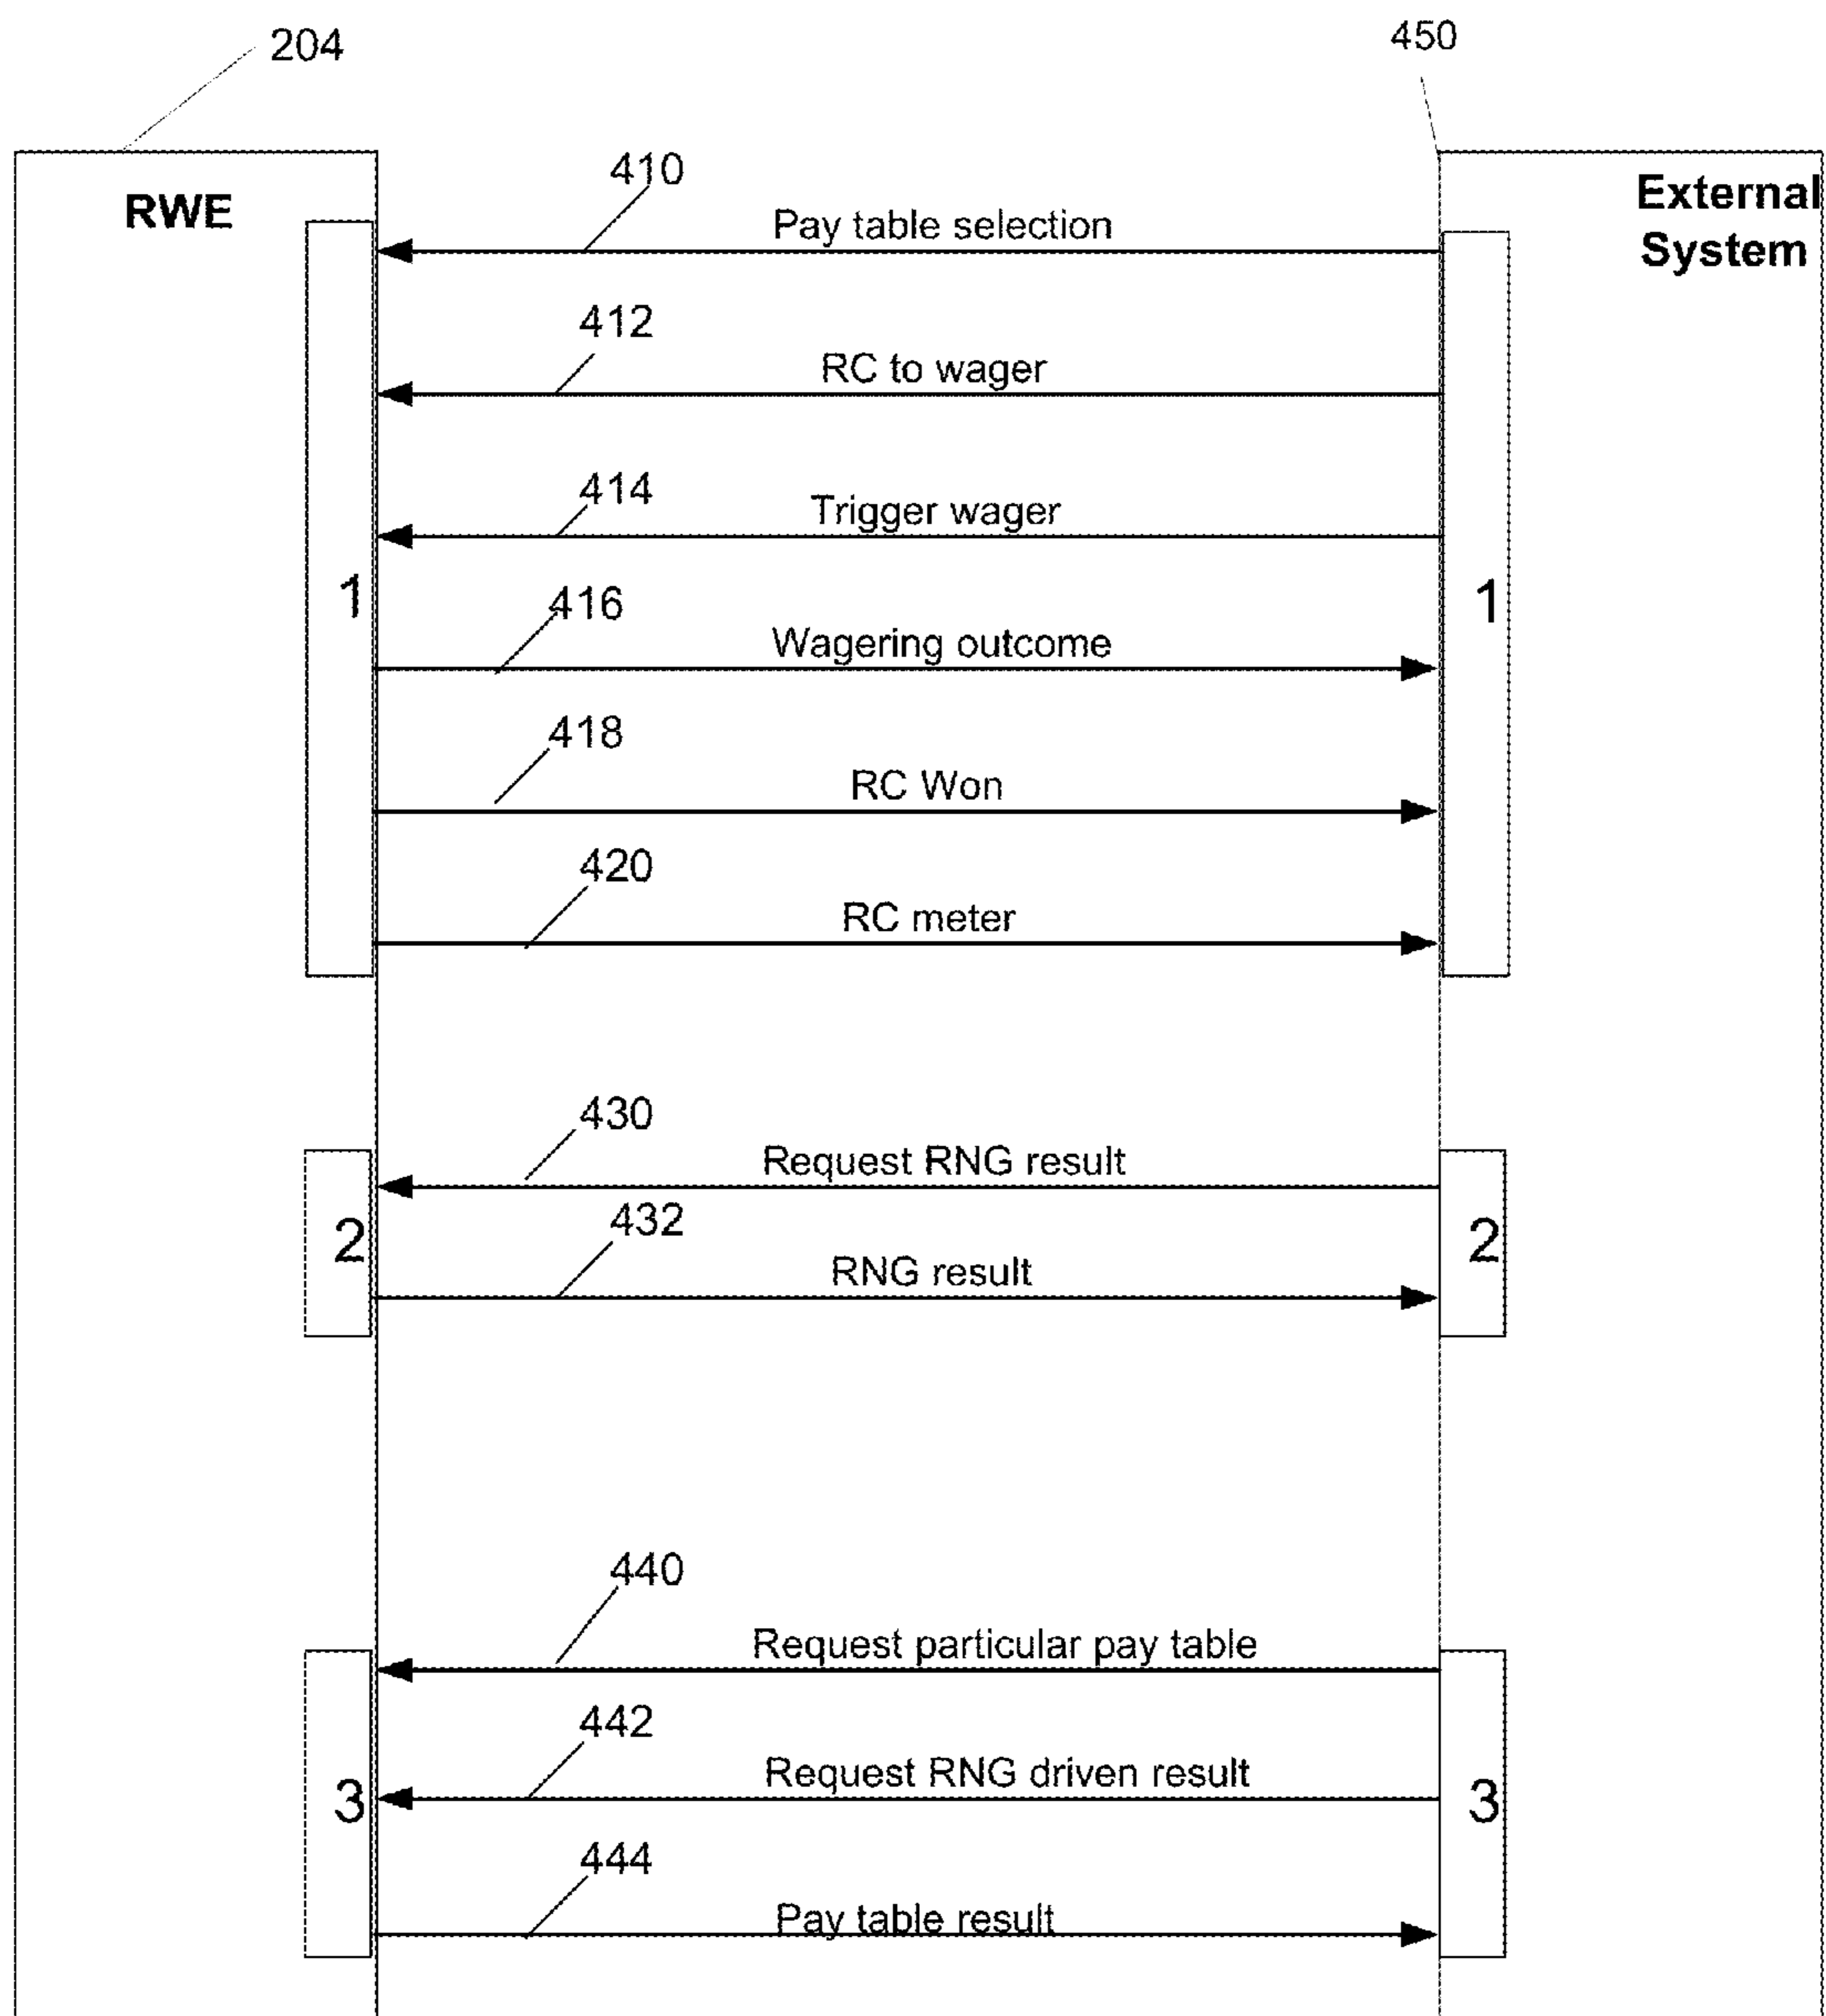 204
450
RWE
External
System
410
Pay table selection
412
RC to wager
414
Trigger wager
1
1
416
Wagering outcome
418
RC Won
420
RC meter
430
Request RNG result
2
2
432
RNG result
440
Request particular pay table
442
Request RNG driven result
3
3
444
Pay table result